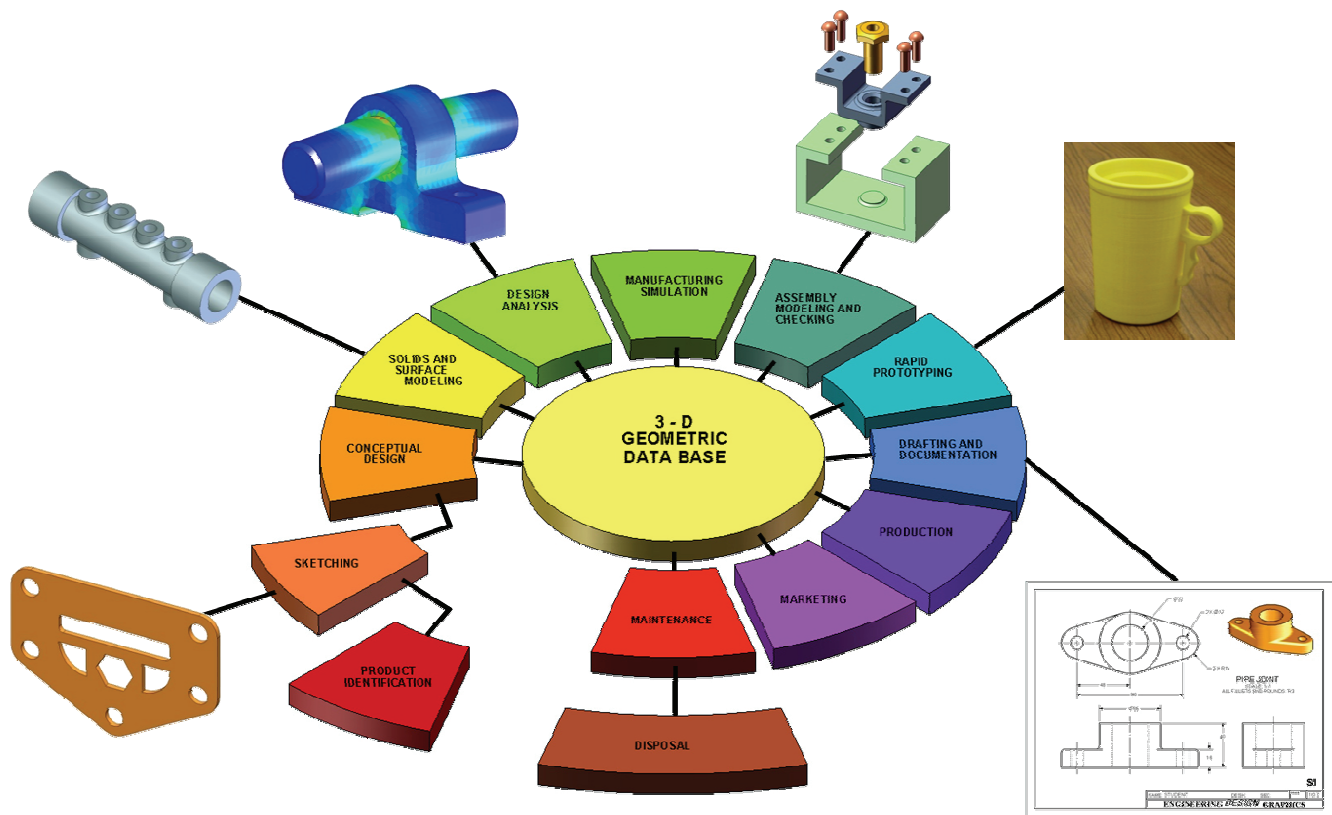 DESIGN
ANALYSIS
MANUFACTURING
SIMULATION
ASSEMBLY
MODELING AND
CHECKING
SOLIDS AND
SURFACE
MODELING
RAPID
PROTOTYPING
CONCEPTUAL
DESIGN
3 - D
GEOMETRIC
DATA BASE
DRAFTING AND
DOCUMENTATION
SKETCHING
PRODUCTION
MARKETING
MAINTENANCE
PRODUCT
IDENTIFICATION
DISPOSAL
PIPE JOINT
S1
ENGINEERING DESIGN GRAPHICS